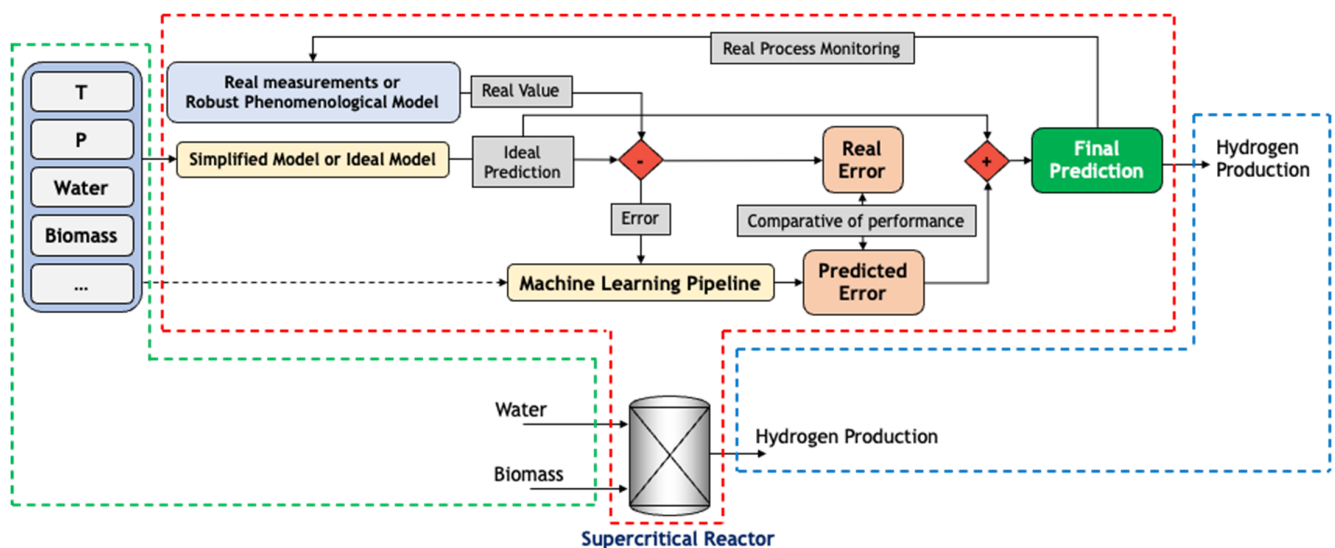 Real Process Monitoring
T
P
Water
Biomass
...
Real measurements or
Robust Phenomenological Model
Real Value
Simplified Model or Ideal Model
Ideal
Prediction
-
Real
Error
+
Final
Prediction
Hydrogen
Production
Error
Comparative of performance
Machine Learning Pipeline
Predicted
Error
Water
Biomass
Hydrogen Production
Supercritical Reactor